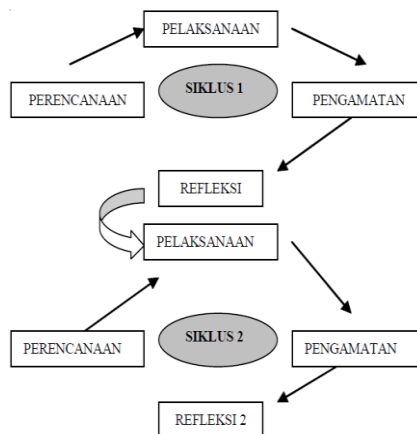 PELAKSANAAN
PERENCANAAN
SIKLUS 1
PENGAMATAN
REFLEKSI
PELAKSANAAN
PERENCANAAN
SIKLUS 2
PENGAMATAN
REFLEKSI 2